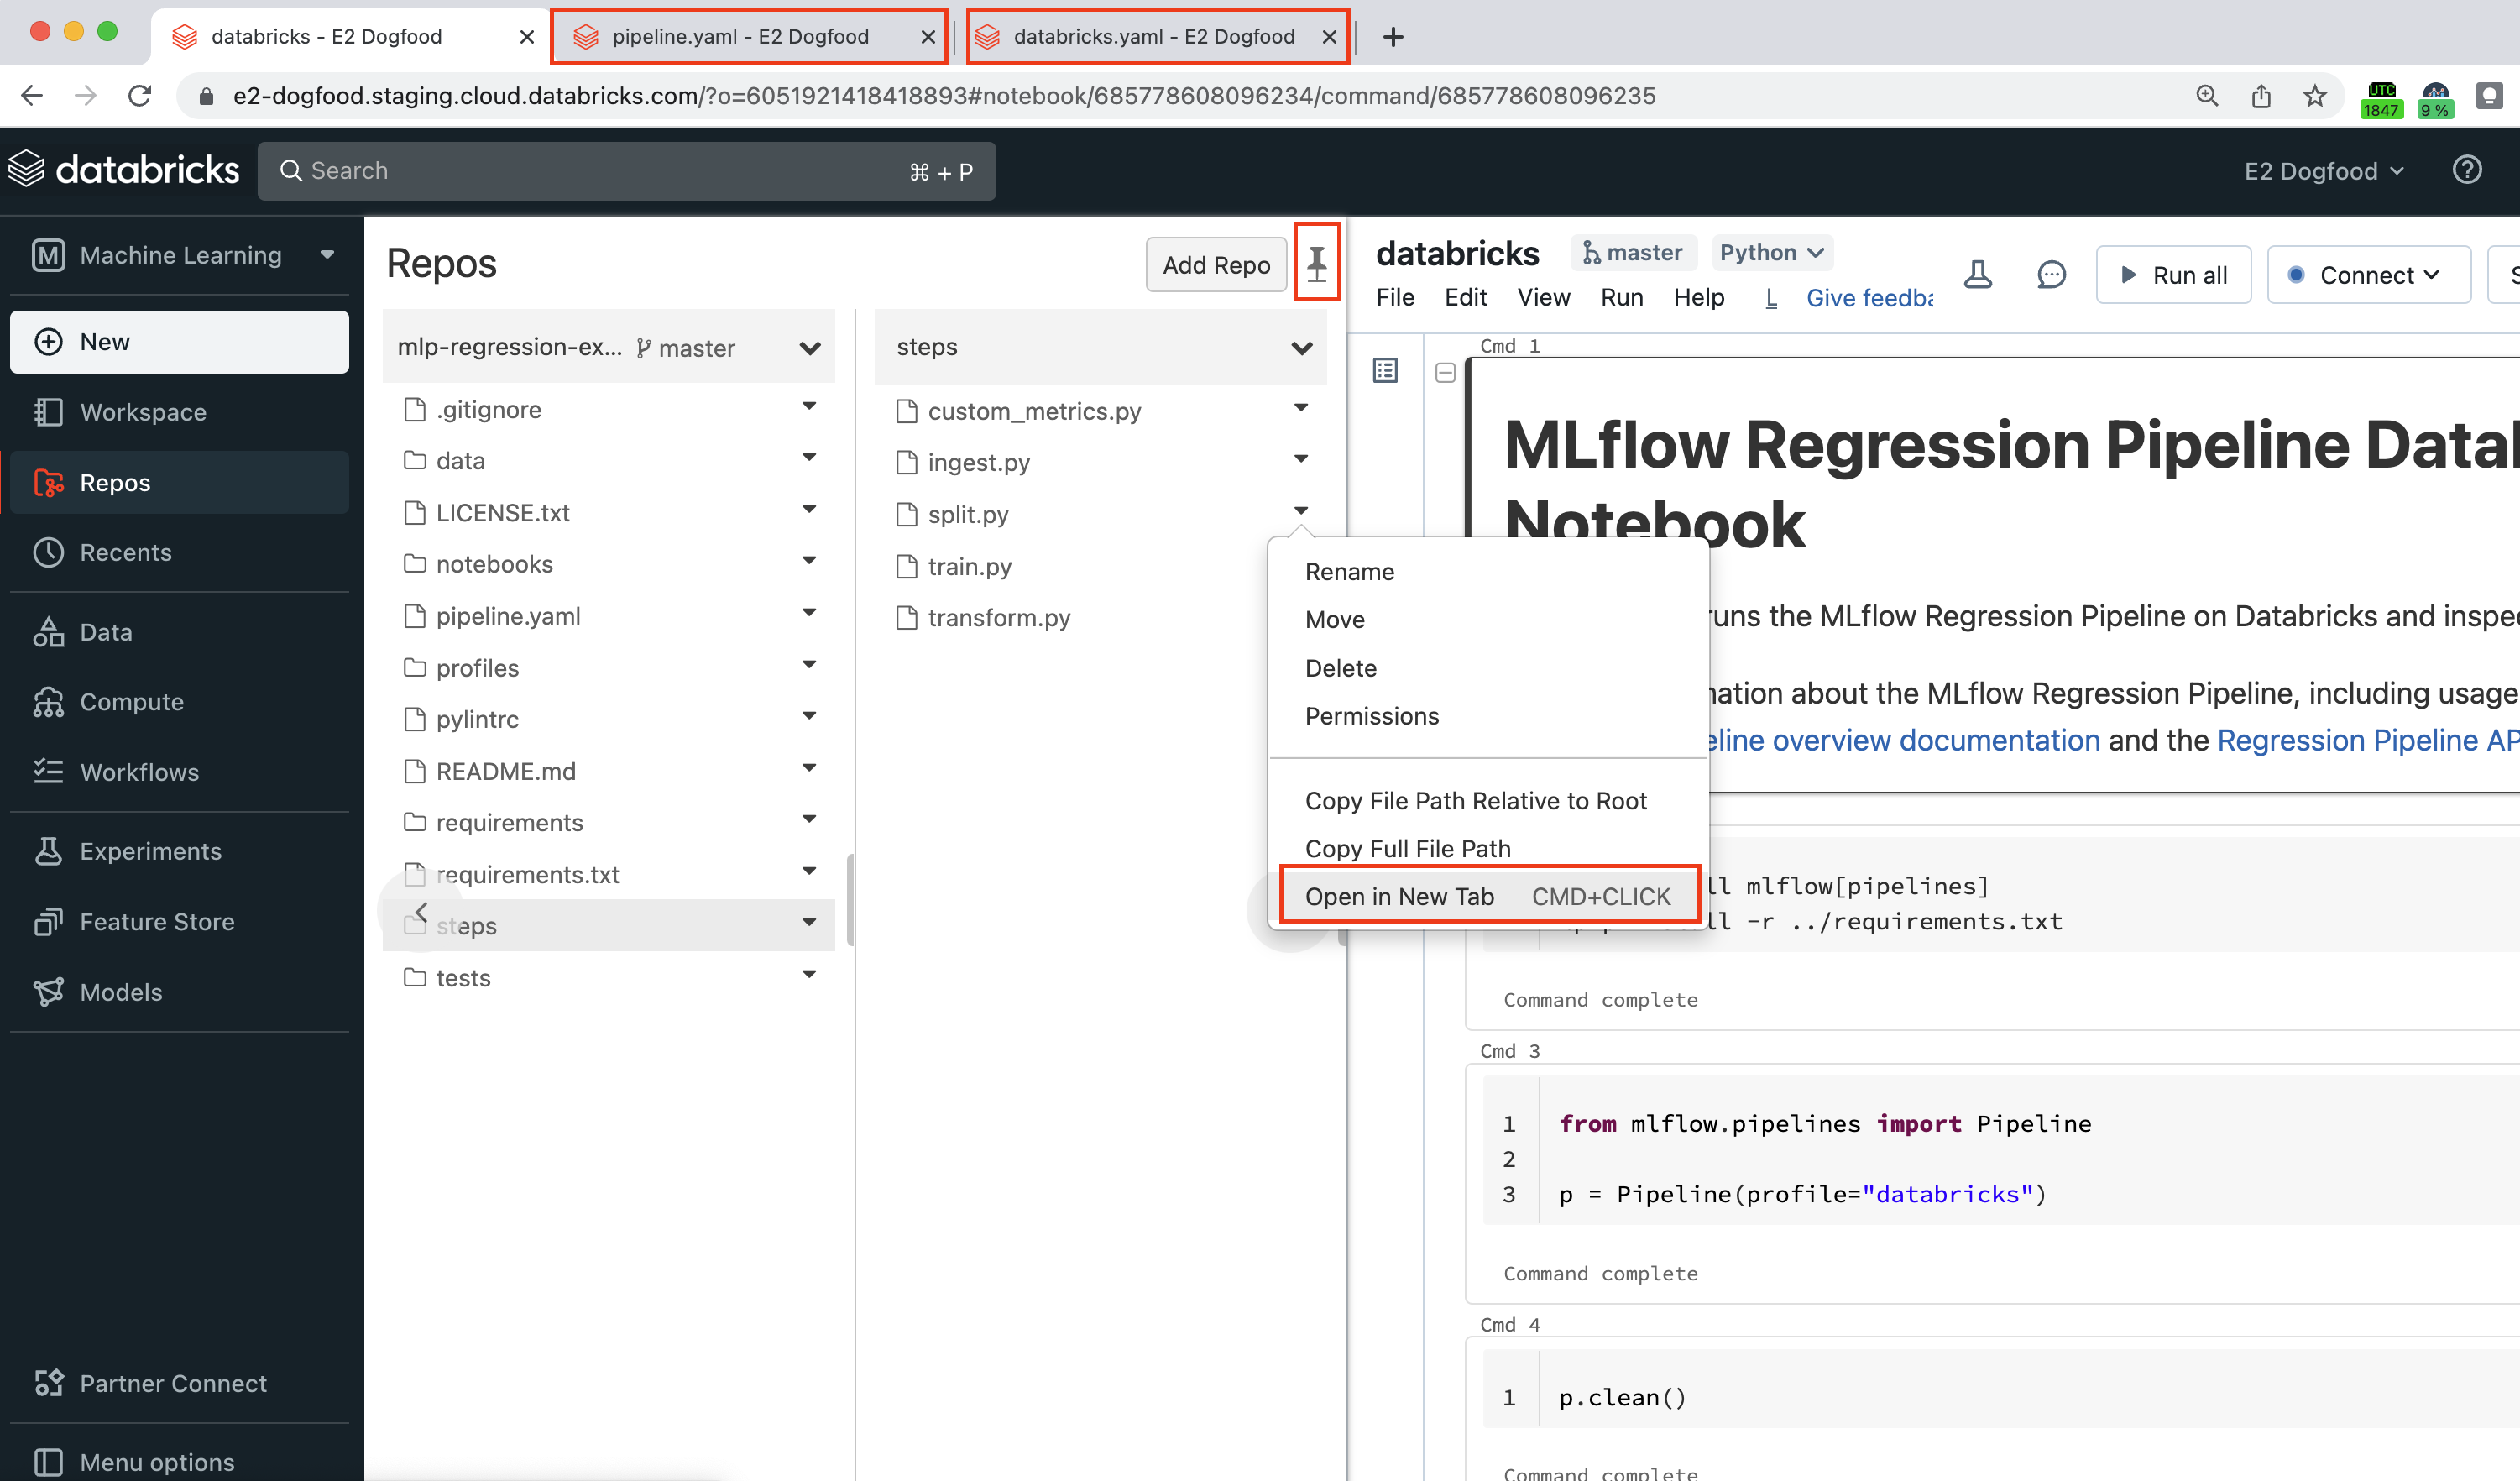 databricks - E2 Dogfood
pipeline.yaml - E2 Dogfood
databricks.yaml - E2 Dogfood
e2-dogfood.staging.cloud.databricks.com/?o=6051921418418893#notebook/685778608096234/command/685778608096235
UTC
1847
9 %
databricks
Search
⌘ + P
E2 Dogfood
M Machine Learning
New
Workspace
Repos
Recents
Data
Compute
Workflows
Experiments
Feature Store
Models
Partner Connect
Menu options
Repos
Add Repo
mlp-regression-ex... master
.gitignore
data
LICENSE.txt
notebooks
pipeline.yaml
profiles
pylintrc
README.md
requirements
requirements.txt
steps
tests
steps
custom_metrics.py
ingest.py
split.py
train.py
transform.py
Rename
Move
Delete
Permissions
Copy File Path Relative to Root
Copy Full File Path
Open in New Tab CMD+CLICK
databricks master Python
File Edit View Run Help L Give feedba
Run all
Connect
Cmd 1
MLflow Regression Pipeline Datal
Notebook
runs the MLflow Regression Pipeline on Databricks and inspe
mation about the MLflow Regression Pipeline, including usage
eline overview documentation and the Regression Pipeline AP
ll mlflow[pipelines]
ll -r ../requirements.txt
Command complete
Cmd 3
1 from mlflow.pipelines import Pipeline
2
3 p = Pipeline(profile="databricks")
Command complete
Cmd 4
1 p.clean()
Command complete